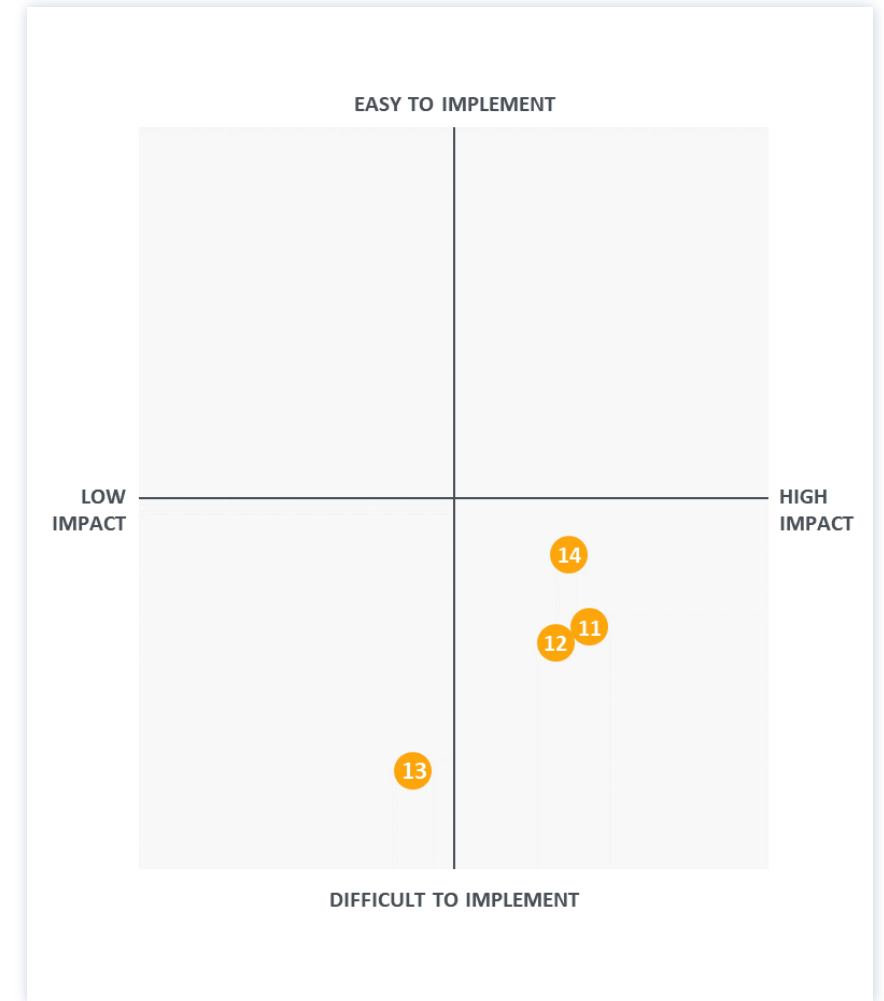 EASY TO IMPLEMENT
LOW
IMPACT
HIGH
IMPACT
14
11
12
13
DIFFICULT TO IMPLEMENT